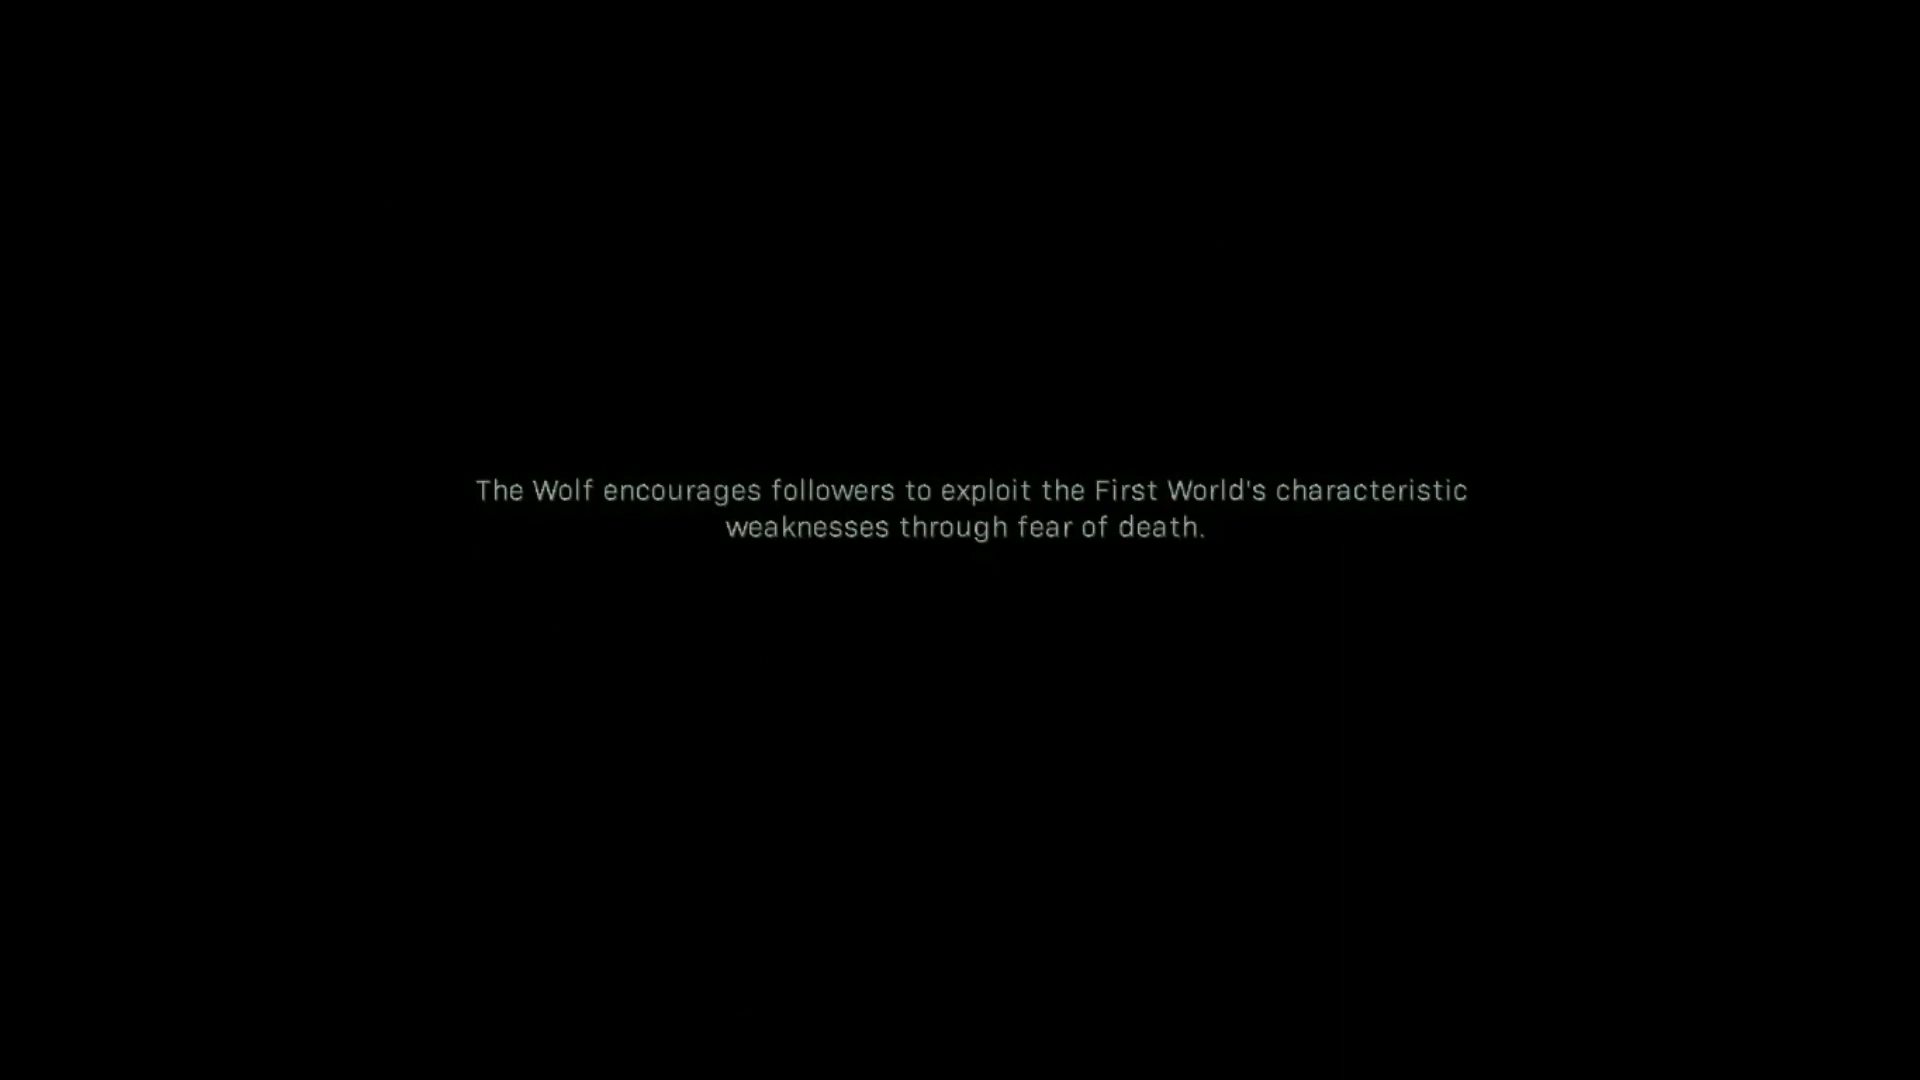 The Wolf encourages followers to exploit the First World's characteristic
weaknesses through fear of death.